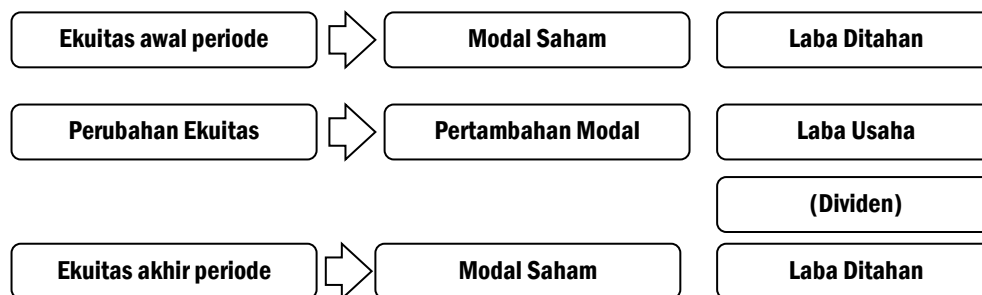 Ekuitas awal periode
Modal Saham
Laba Ditahan
Perubahan Ekuitas
Pertambahan Modal
Laba Usaha
(Dividen)
Ekuitas akhir periode
Modal Saham
Laba Ditahan